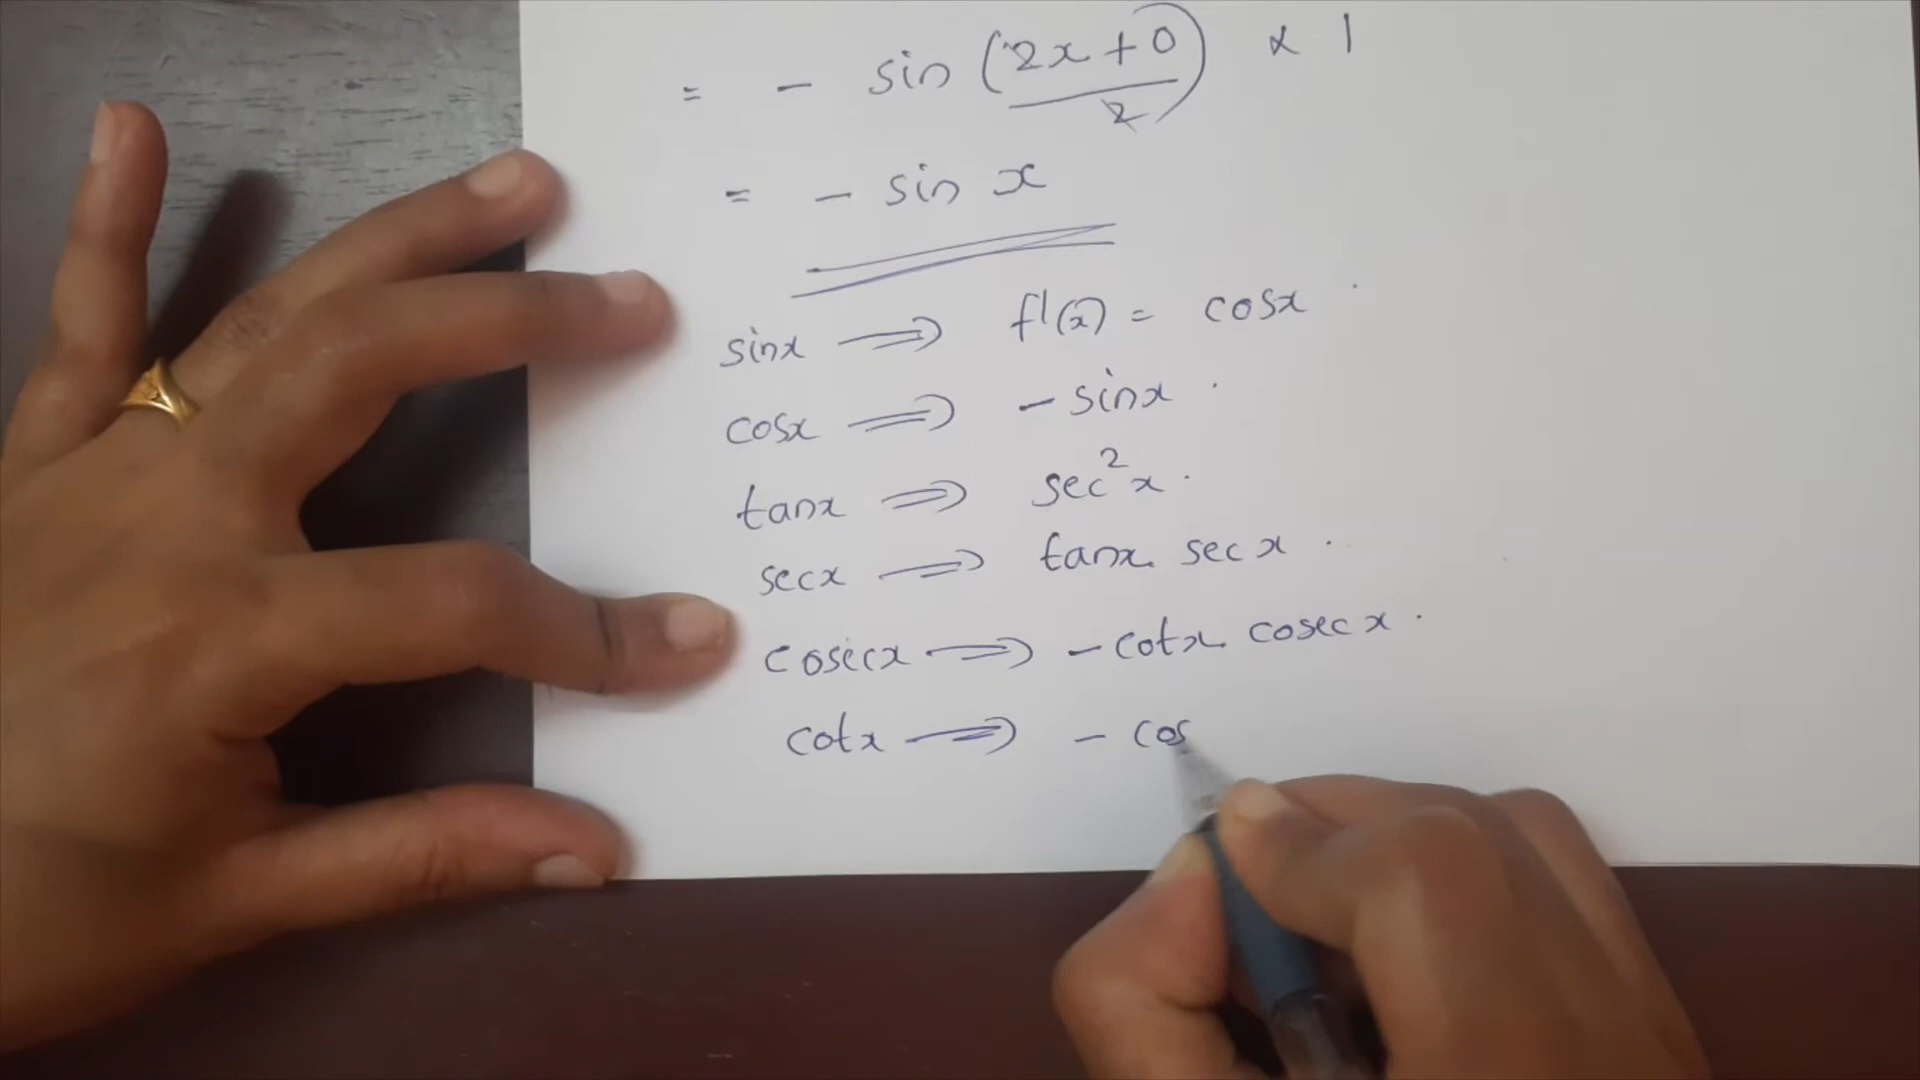 = - sin (2x+0/2) × 1
= - sin x
sinx ⟹ f'(x) = cosx .
cosx ⟹ - sinx .
tanx ⟹ sec²x .
secx ⟹ tanx. sec x .
cosecx ⟹ - cotx. cosec x .
cotx ⟹ - cos